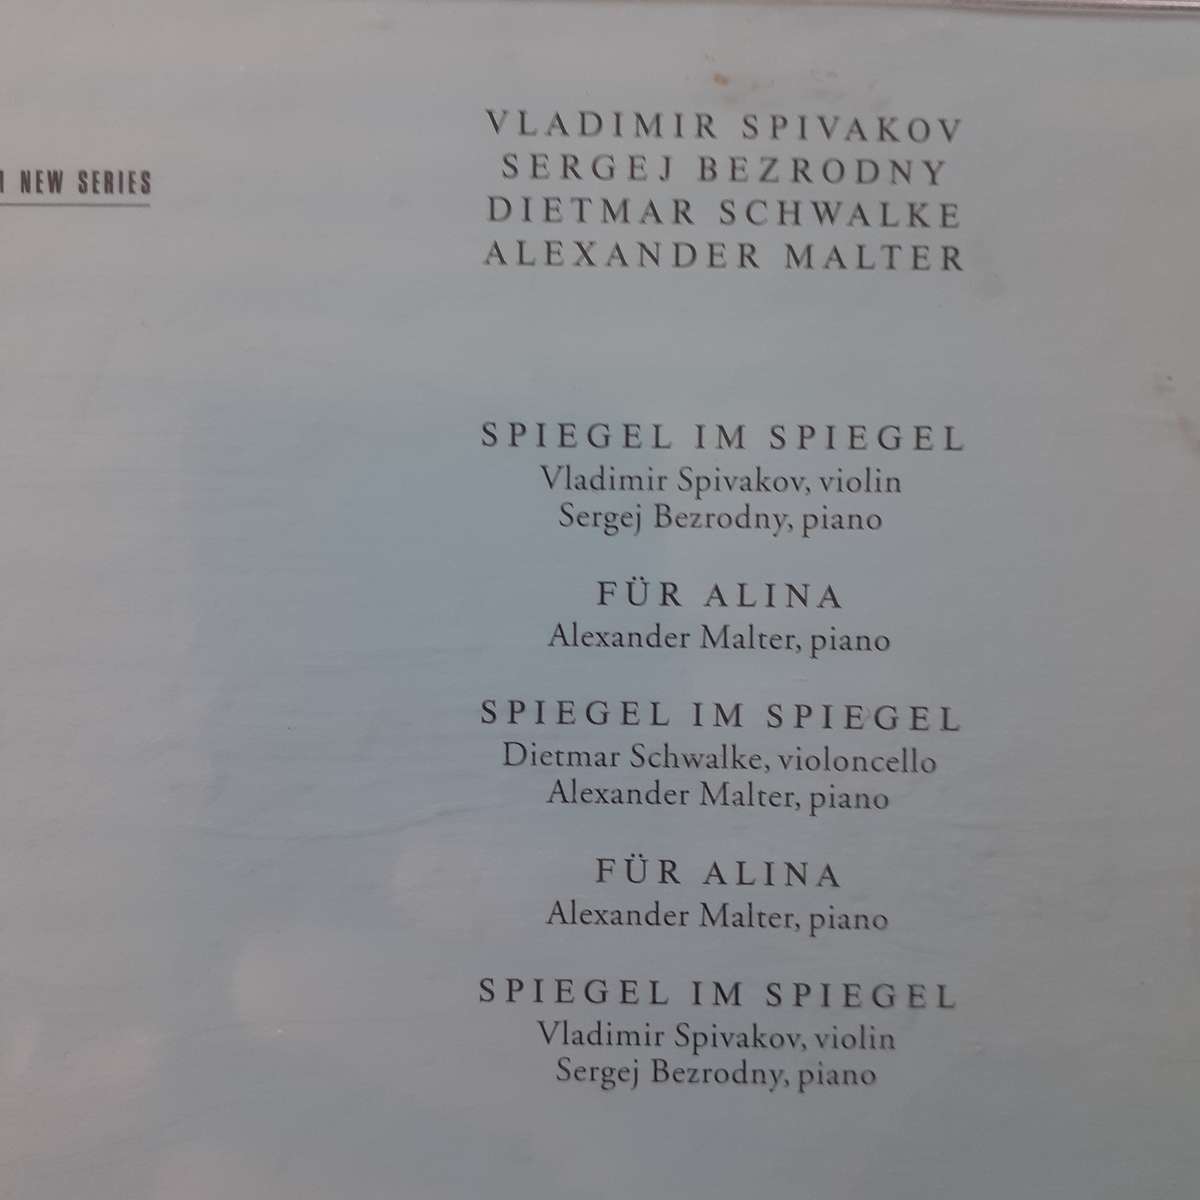 NEW SERIES
VLADIMIR SPIVAKOV
SERGEJ BEZRODNY
DIETMAR SCHWALKE
ALEXANDER MALTER
SPIEGEL IM SPIEGEL
Vladimir Spivakov, violin
Sergej Bezrodny, piano
FÜR ALINA
Alexander Malter, piano
SPIEGEL IM SPIEGEL
Dietmar Schwalke, violoncello
Alexander Malter, piano
FÜR ALINA
Alexander Malter, piano
SPIEGEL IM SPIEGEL
Vladimir Spivakov, violin
Sergej Bezrodny, piano